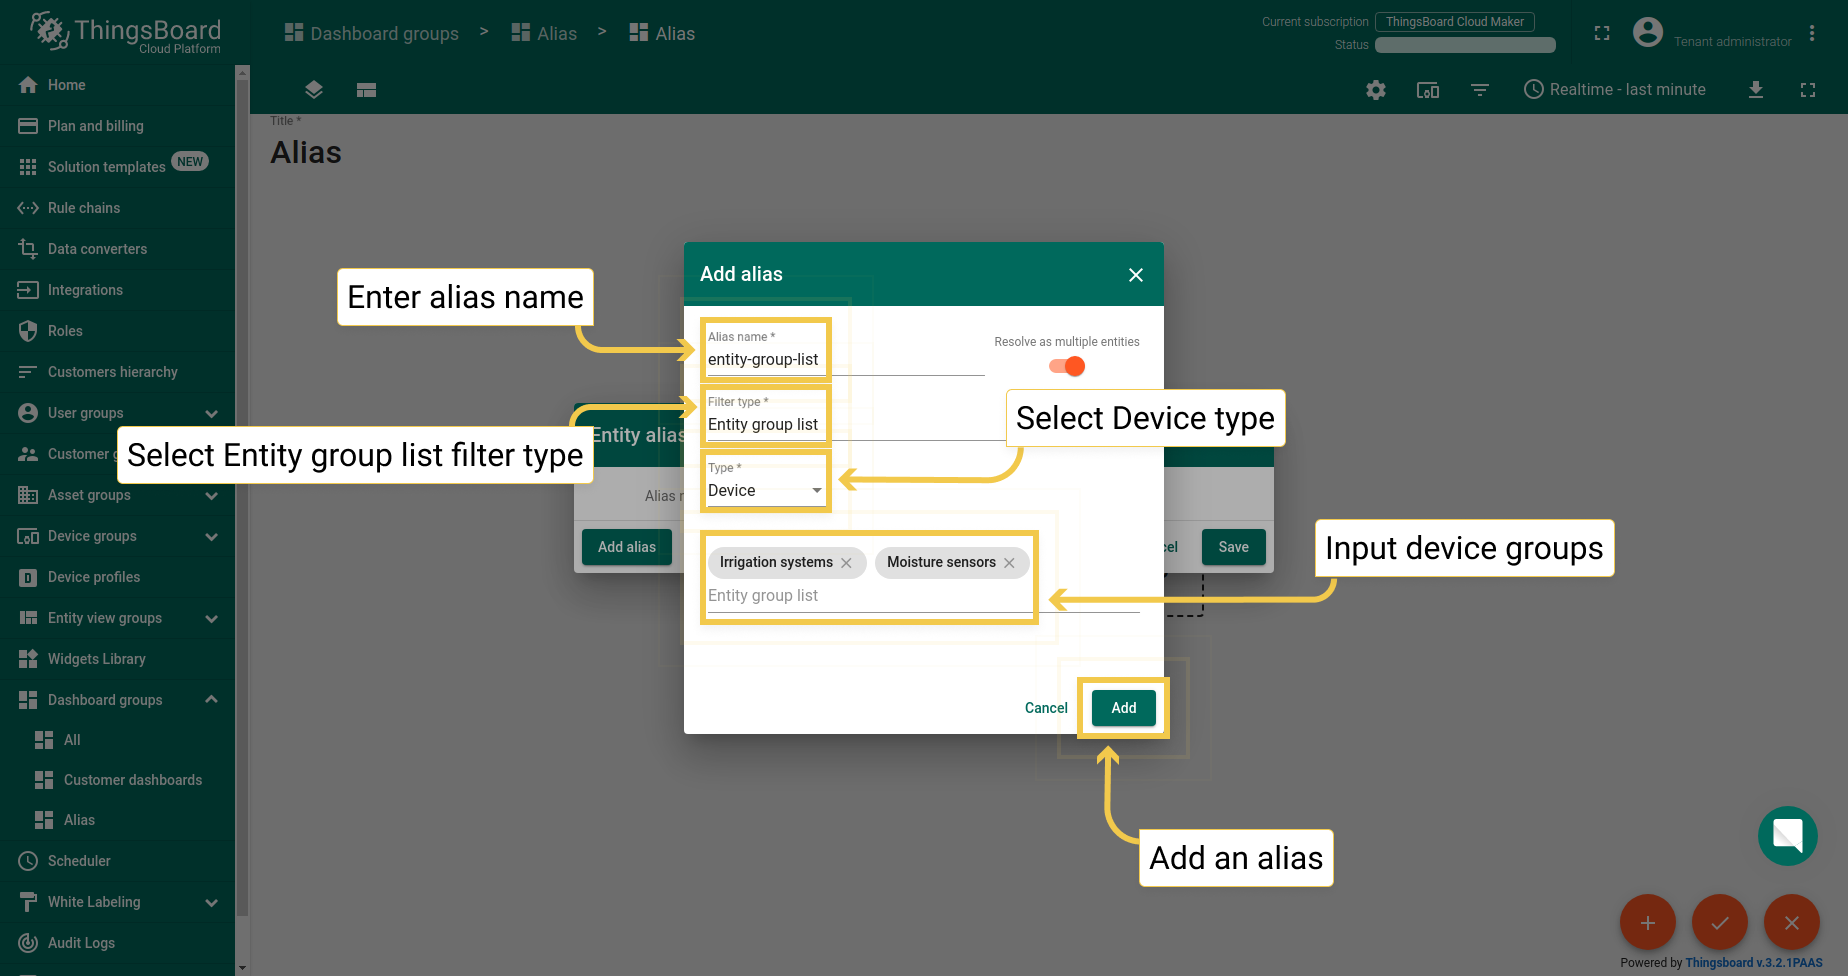 ThingsBoard
Cloud Platform
Dashboard groups > Alias > Alias
Current subscription ThingsBoard Cloud Maker
Status
Tenant administrator
Realtime - last minute
Home
Plan and billing
Solution templates NEW
Rule chains
Data converters
Integrations
Roles
Customers hierarchy
User groups
Customer g
Asset groups
Device groups
Device profiles
Entity view groups
Widgets Library
Dashboard groups
All
Customer dashboards
Alias
Scheduler
White Labeling
Audit Logs
Title *
Alias
Enter alias name
Select Entity group list filter type
Entity alias
Alias n
Add alias
Add alias
Alias name *
entity-group-list
Resolve as multiple entities
Filter type *
Entity group list
Select Device type
Type *
Device
Irrigation systems
Moisture sensors
Entity group list
Input device groups
cel
Save
Cancel
Add
Add an alias
Powered by Thingsboard v.3.2.1PAAS